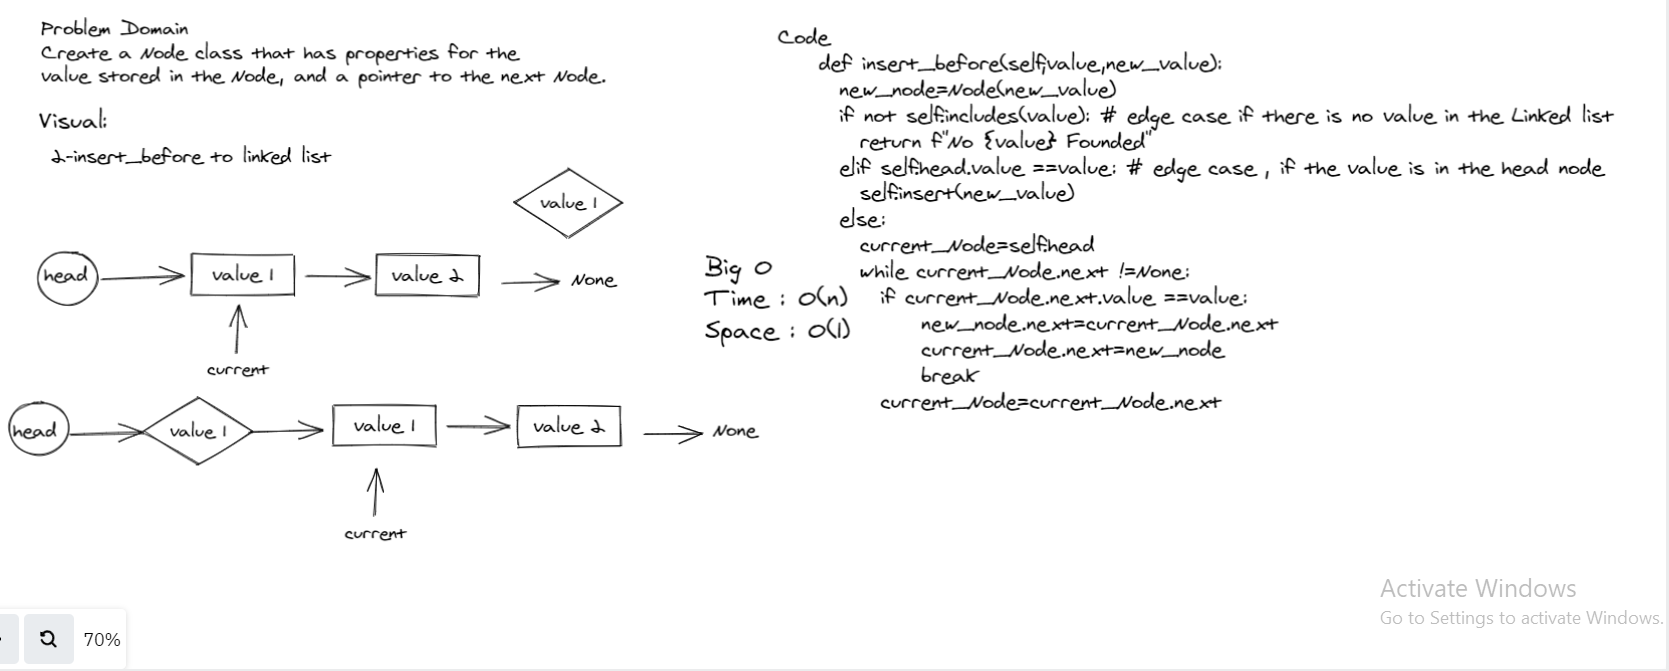 Problem Domain
Create a Node class that has properties for the
value stored in the Node, and a pointer to the next Node.
Visual:
2-insert_before to linked list
value 1
head
value 1
value 2
None
current
head
value 1
value 1
value 2
None
current
Big O
Time : O(n)
Space : O(1)
Code
def insert_before(self,value,new_value):
new_node=Node(new_value)
if not self.includes(value): # edge case if there is no value in the Linked list
return f"No {value} Founded"
elif self.head.value ==value: # edge case , if the value is in the head node
self.insert(new_value)
else:
current_Node=self.head
while current_Node.next !=None:
if current_Node.next.value ==value:
new_node.next=current_Node.next
current_Node.next=new_node
break
current_Node=current_Node.next
Activate Windows
Go to Settings to activate Windows.
70%